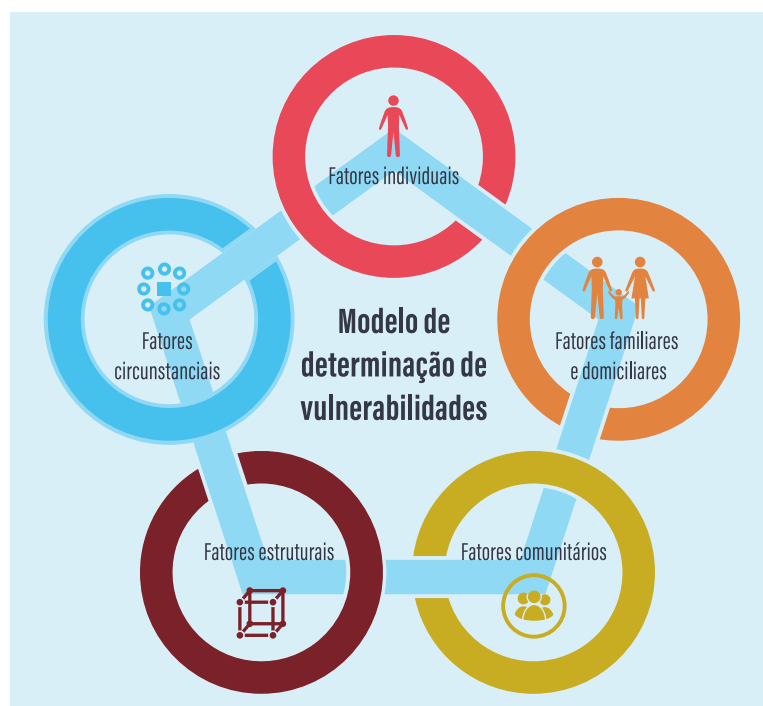 Fatores individuais
Fatores
circunstanciais
Modelo de
determinação de
vulnerabilidades
Fatores familiares
e domiciliares
Fatores estruturais
Fatores comunitários